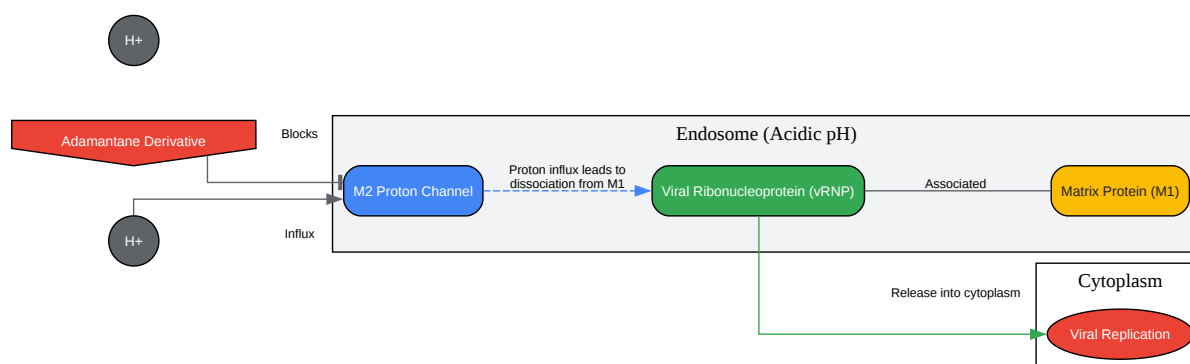 H+
Adamantane Derivative
Blocks
Endosome (Acidic pH)
M2 Proton Channel
Proton influx leads to
dissociation from M1
Viral Ribonucleoprotein (vRNP)
Associated
Matrix Protein (M1)
H+
Influx
Cytoplasm
Release into cytoplasm
Viral Replication